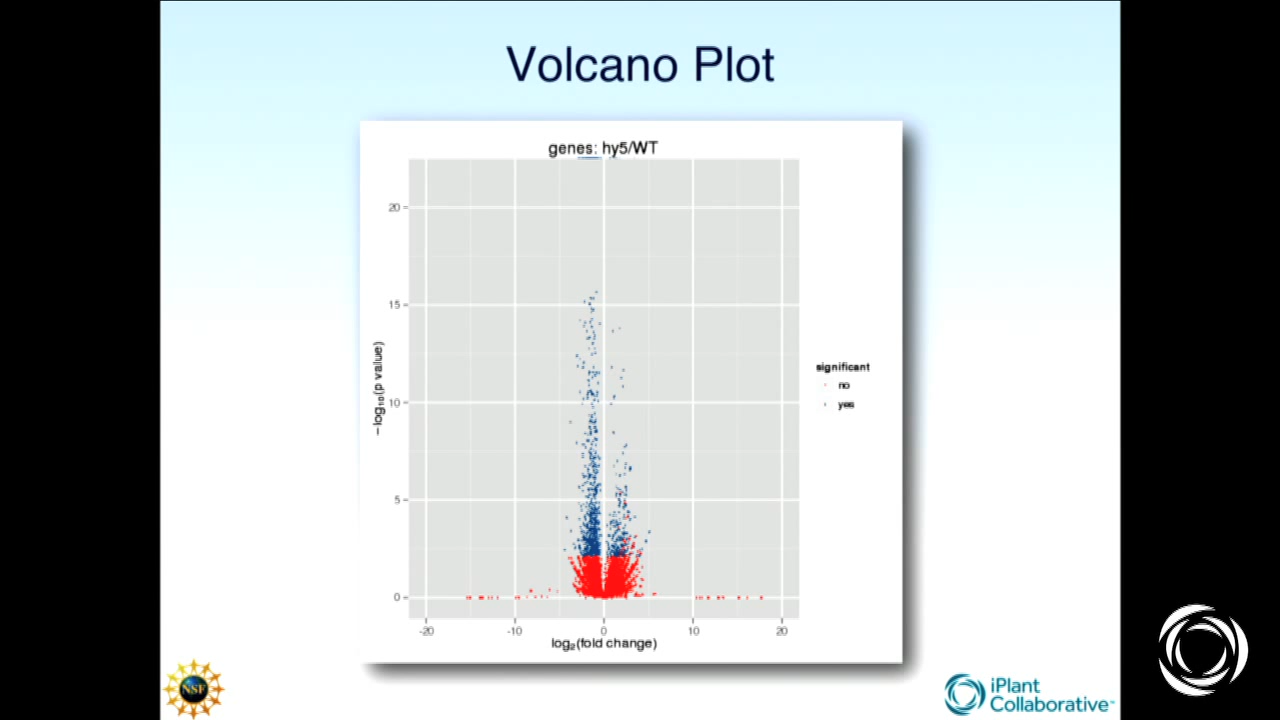 Volcano Plot
genes: hy5/WT
20
15
10
5
0
−log₁₀(p value)
-20
-10
0
10
20
log₂(fold change)
significant
no
yes
NSF
iPlant
Collaborative™